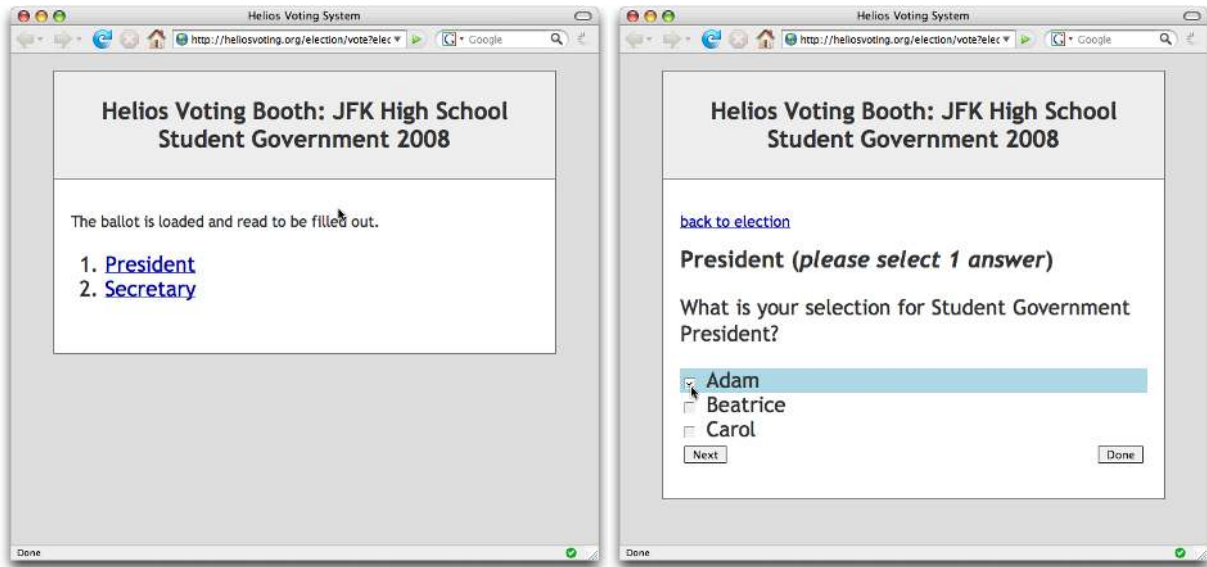 Helios Voting System
http://heliosvoting.org/election/vote?elec
Google
Helios Voting Booth: JFK High School
Student Government 2008
The ballot is loaded and read to be filled out.
1. President
2. Secretary
Done
Helios Voting System
http://heliosvoting.org/election/vote?elec
Google
Helios Voting Booth: JFK High School
Student Government 2008
back to election
President (please select 1 answer)
What is your selection for Student Government
President?
Adam
Beatrice
Carol
Next Done
Done